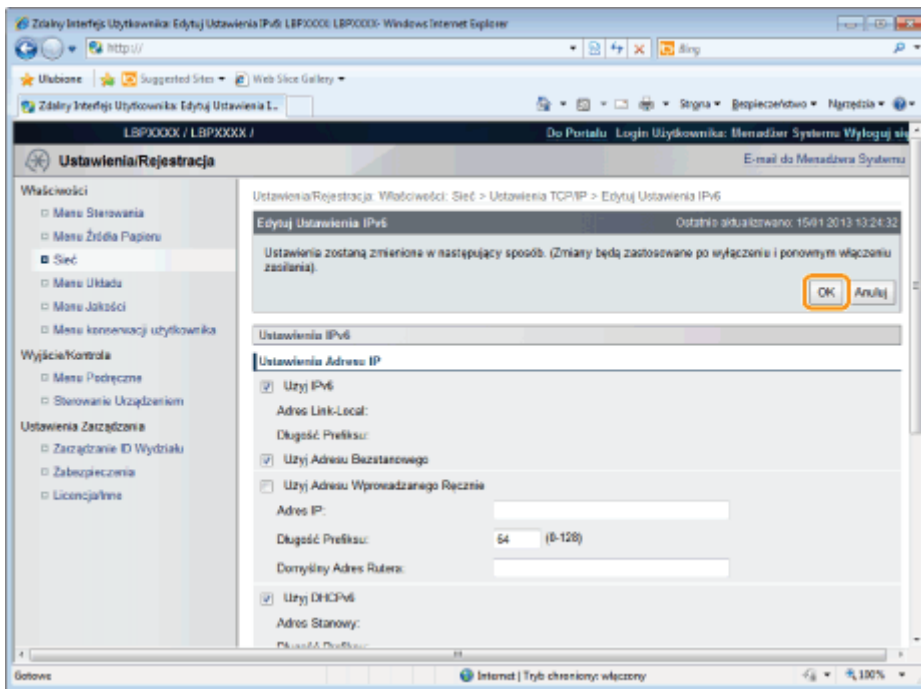 Zdalny Interfejs Użytkownika: Edytuj Ustawienia IPv6: LBPXXXX: LBPXXXX- Windows Internet Explorer
http://
Bing
Ulubione Suggested Sites Web Slice Gallery
Zdalny Interfejs Użytkownika: Edytuj Ustawienia I...
Strona Bezpieczeństwo Narzędzia
LBPXXXX / LBPXXXX /
Do Portalu Login Użytkownika: Menadżer Systemu Wyloguj się
Ustawienia/Rejestracja
E-mail do Menadżera Systemu
Właściwości
Menu Sterowania
Menu Źródła Papieru
Sieć
Menu Układu
Menu Jakości
Menu konserwacji użytkownika
Wyjście/Kontrola
Menu Podręczne
Sterowanie Urządzeniem
Ustawienia Zarządzania
Zarządzanie ID Wydziału
Zabezpieczenia
Licencja/Inne
Ustawienia/Rejestracja: Właściwości: Sieć > Ustawienia TCP/IP > Edytuj Ustawienia IPv6
Edytuj Ustawienia IPv6
Ostatnio aktualizowano: 15/01 2013 13:24:32
Ustawienia zostaną zmienione w następujący sposób. (Zmiany będą zastosowane po wyłączeniu i ponownym włączeniu
zasilania).
OK Anuluj
Ustawienia IPv6
Ustawienia Adresu IP
Użyj IPv6
Adres Link-Local:
Długość Prefiksu:
Użyj Adresu Bezstanowego
Użyj Adresu Wprowadzanego Ręcznie
Adres IP:
Długość Prefiksu: 64 (0-128)
Domyślny Adres Rutera:
Użyj DHCPv6
Adres Stanowy:
Długość Prefiksu:
Gotowe
Internet | Tryb chroniony: włączony
100%